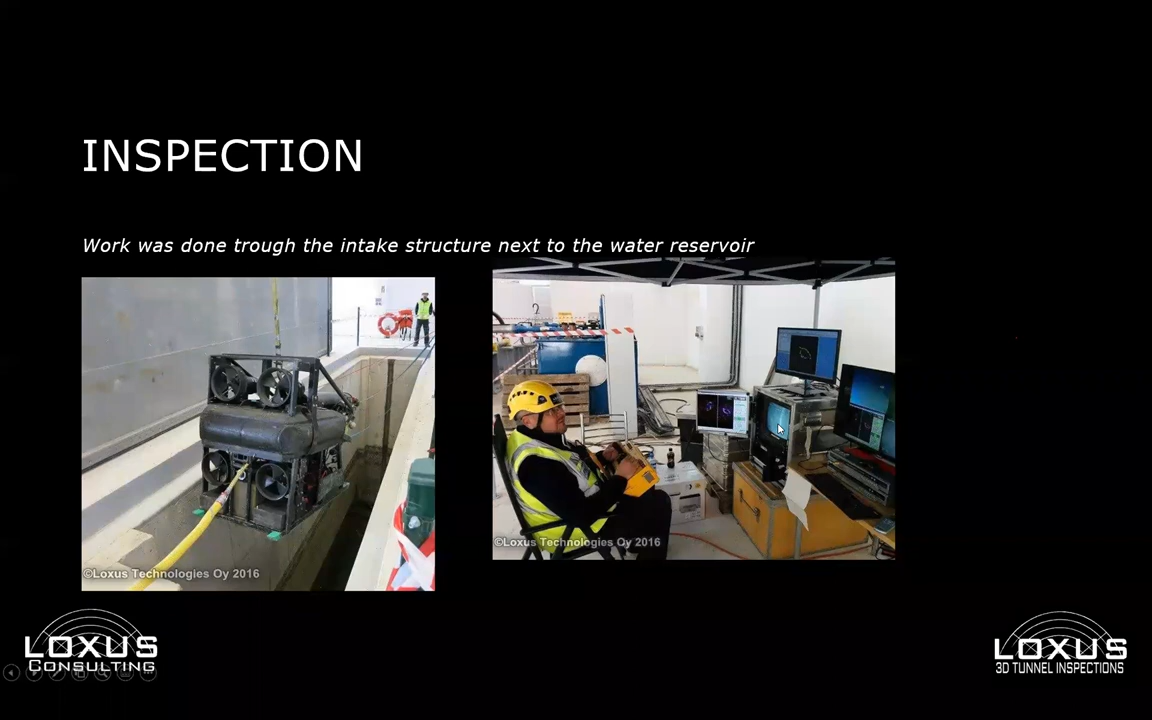 INSPECTION
Work was done trough the intake structure next to the water reservoir
©Loxus Technologies Oy 2016
©Loxus Technologies Oy 2016
LOXUS
CONSULTING
LOXUS
3D TUNNEL INSPECTIONS